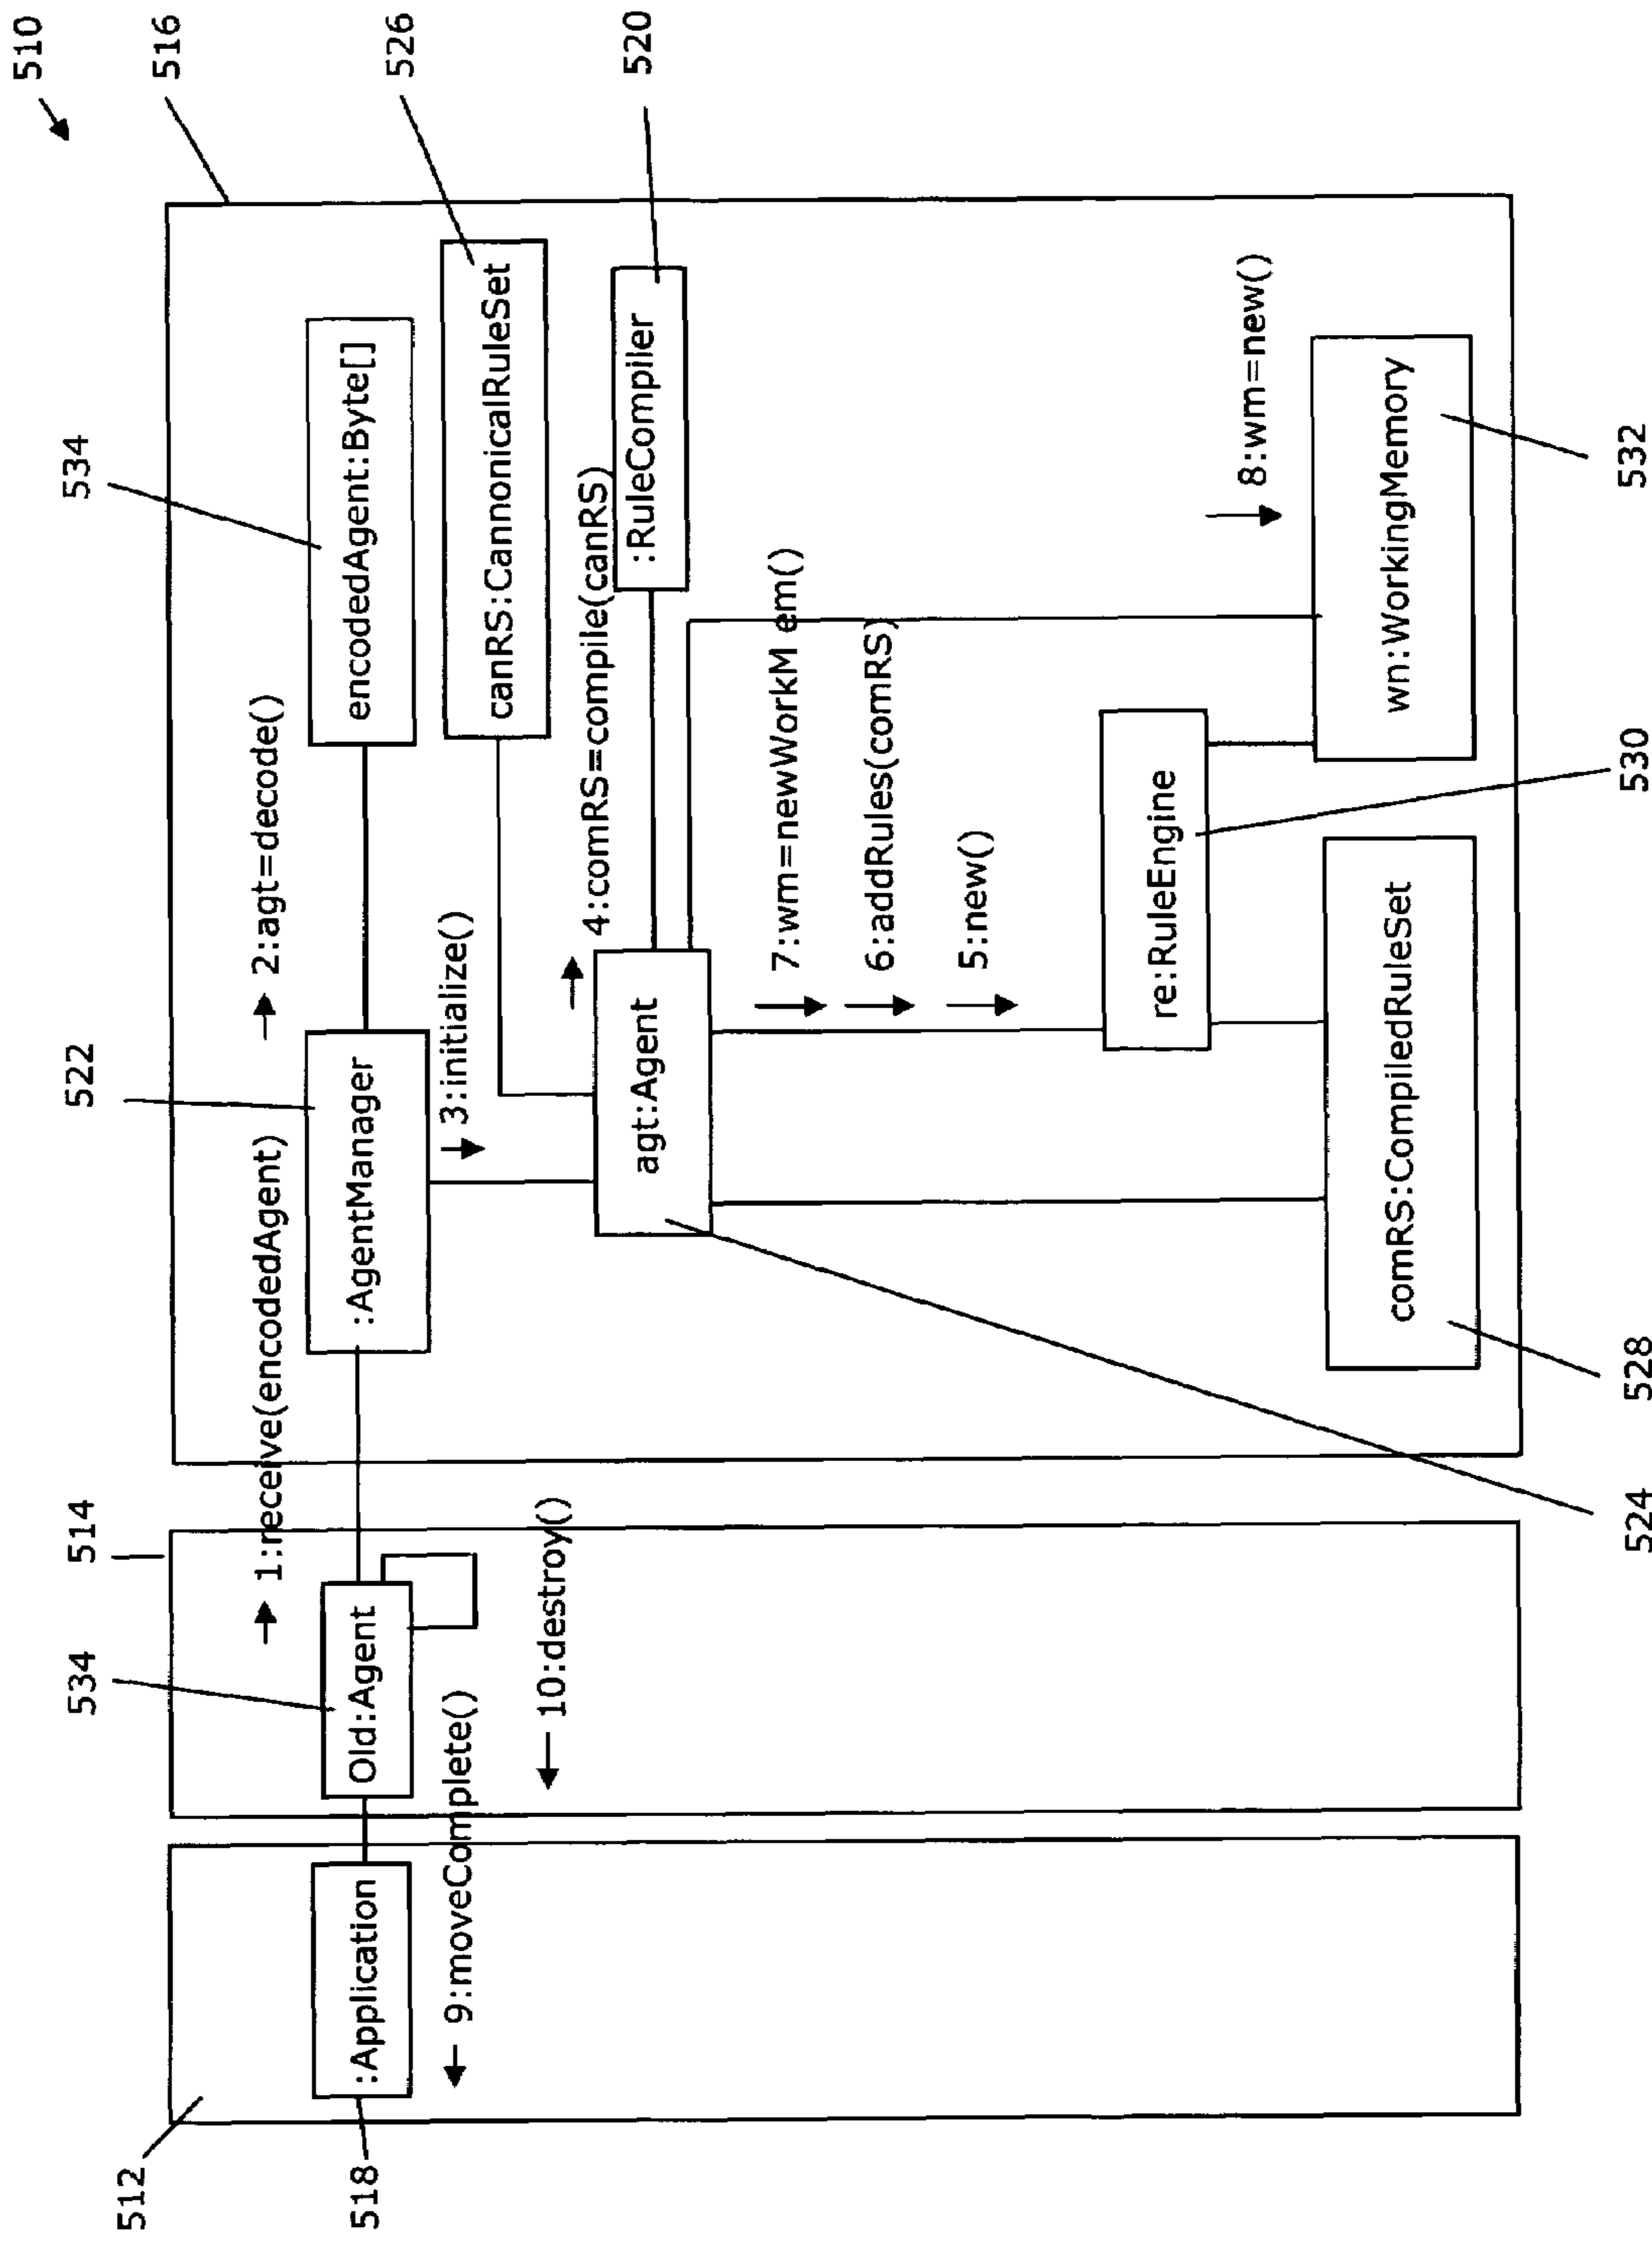 510
516
526
520
534
encodedAgent:Byte[]
canRS:CannonicalRuleSet
:RuleCompiler
2:agt=decode()
4:comRS=compile(canRS)
8:wm=new()
wn:WorkingMemory
532
522
:AgentManager
3:initialize()
7:wm=newWorkM em()
6:addRules(comRS)
5:new()
re:RuleEngine
530
1:receive(encodedAgent)
agt:Agent
comRS:CompiledRuleSet
528
524
514
534
Old:Agent
10:destroy()
9:moveComplete()
:Application
512
518